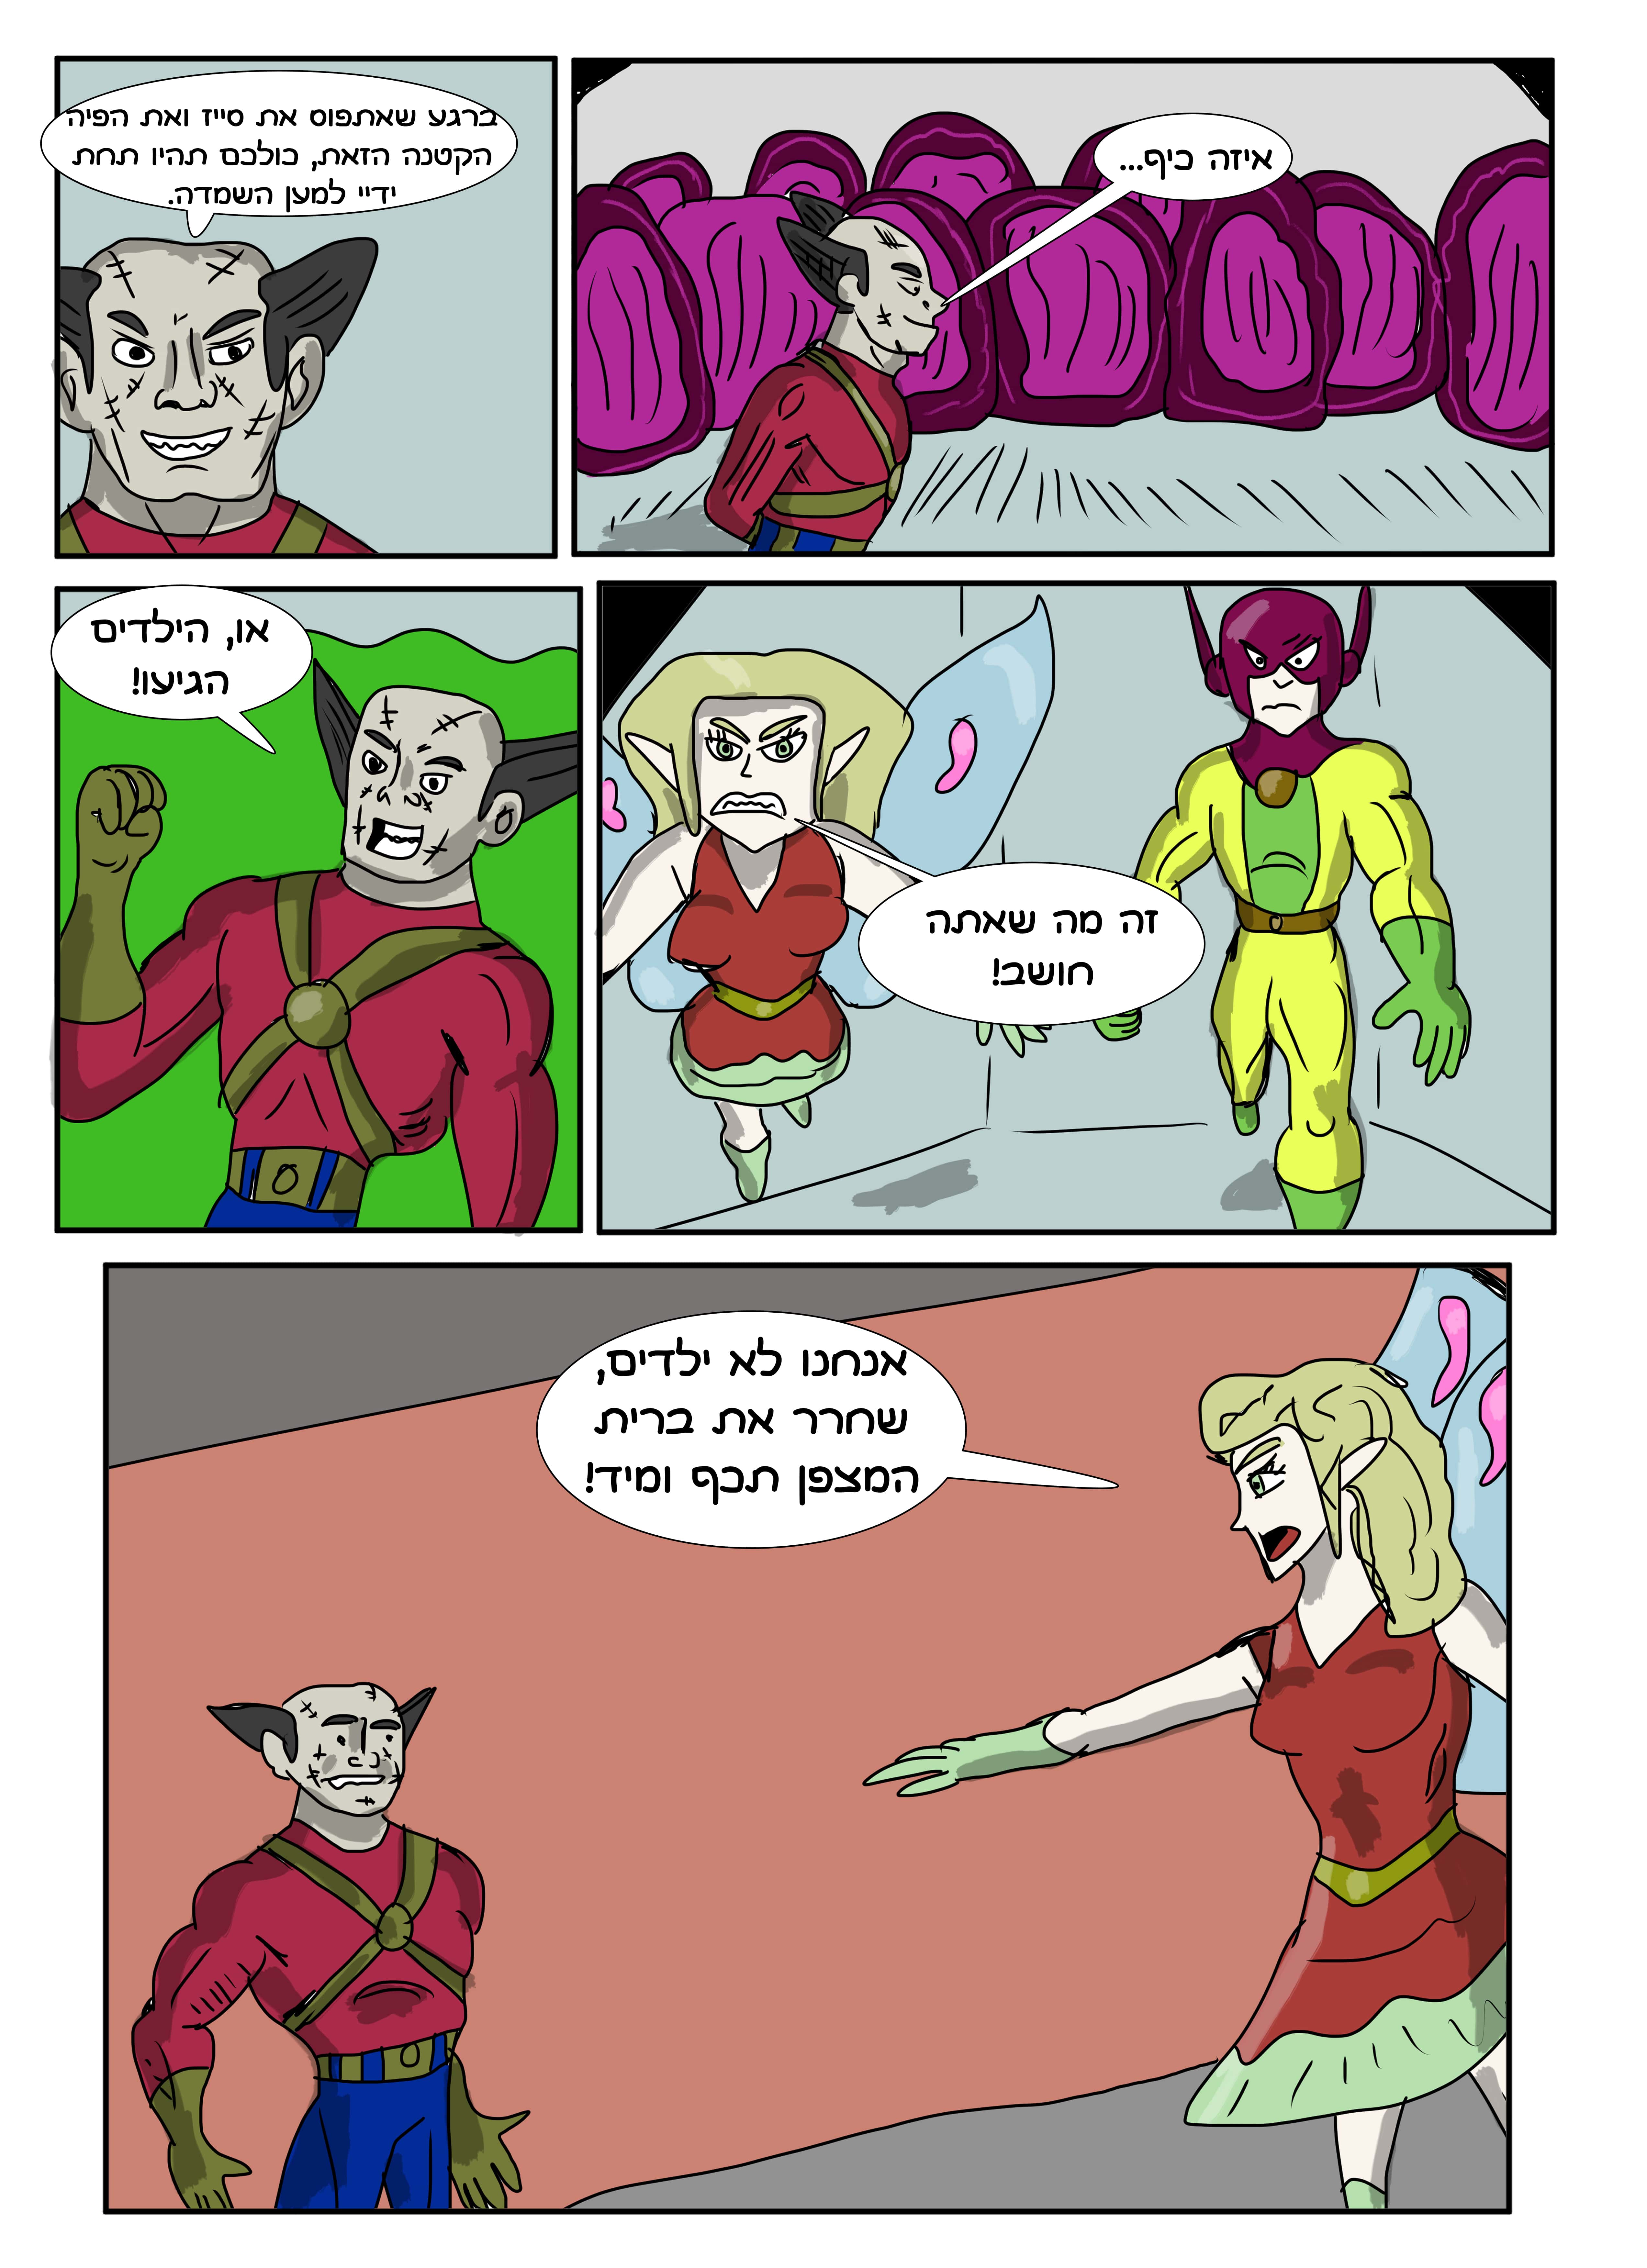 איזה כיף...
ברגע שאתפוס את סייז ואת הפיה
הקטנה הזאת, כולכם תהיו תחת
ידיי למען השמדה.
זה מה שאתה
חושב!
או, הילדים
הגיעו!
אנחנו לא ילדים,
שחרר את ברית
המצפן תכף ומיד!